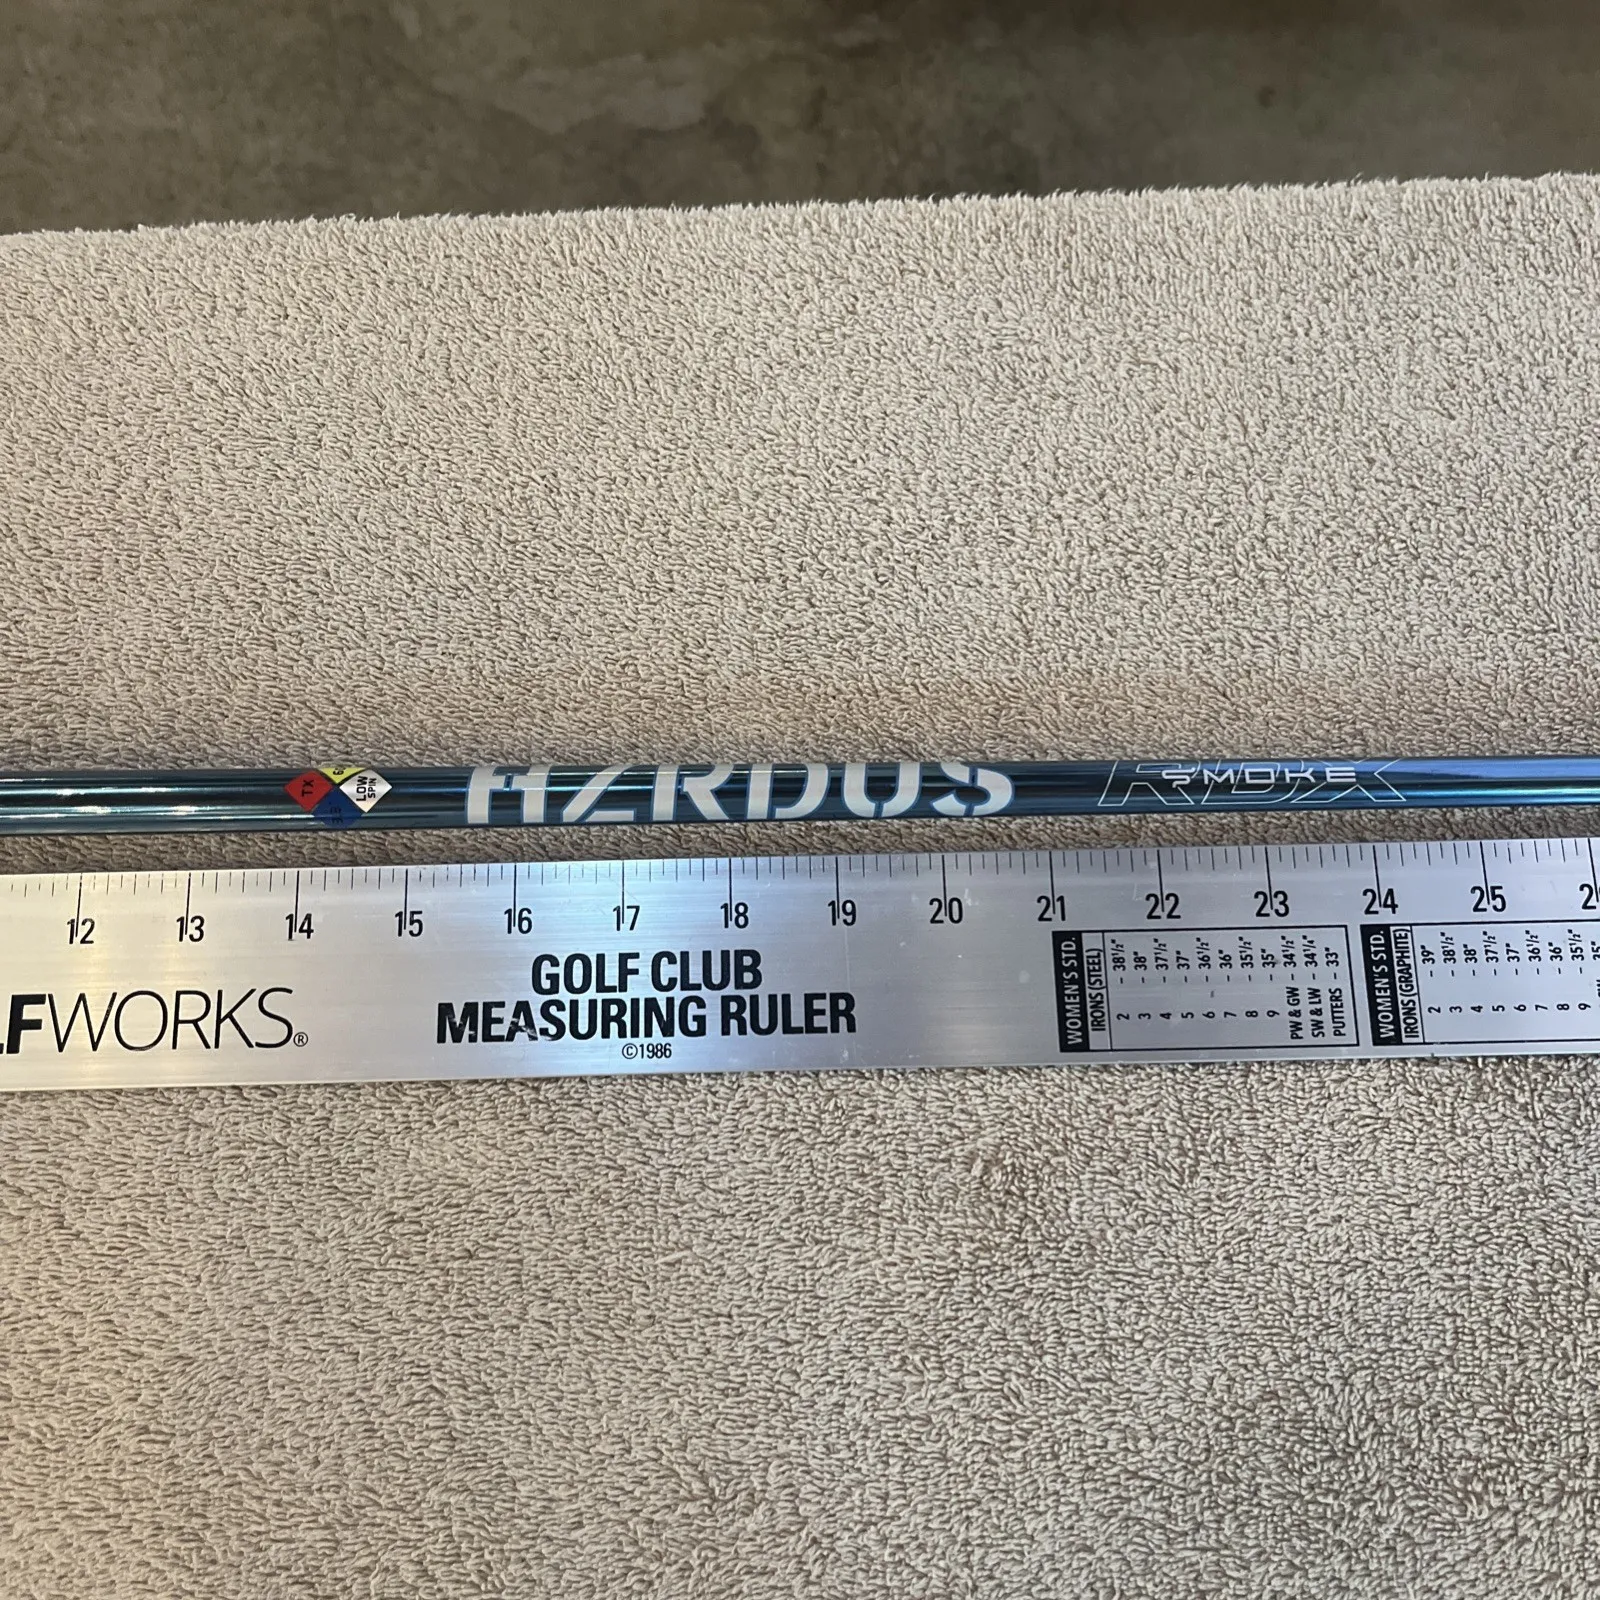 TX
LOW
SPIN
HZRDUS
SMOKE
RDX
12 13 14 15 16 17 18 19 20 21 22 23 24 25
LFWORKS®
GOLF CLUB
MEASURING RULER
©1986
WOMEN'S STD.
IRONS (STEEL)
2 - 38½"
3 - 38"
4 - 37½"
5 - 37"
6 - 36½"
7 - 36"
8 - 35½"
9 - 35"
PW & GW - 34½"
SW & LW - 34¼"
PUTTERS - 33"
WOMEN'S STD.
IRONS (GRAPHITE)
2 - 39"
3 - 38½"
4 - 38"
5 - 37½"
6 - 37"
7 - 36½"
8 - 36"
9 - 35½"